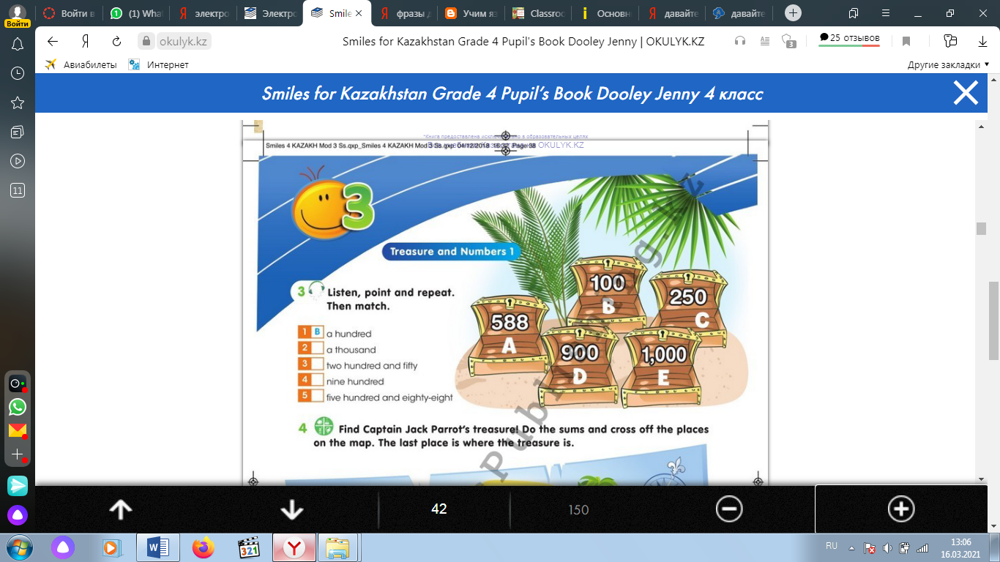 Войти в
(1) Wha
электро
Электро
Smile
фразы д
Учим яз
Classroo
Основн
давайте
давайте
Войти
okulyk.kz
Smiles for Kazakhstan Grade 4 Pupil's Book Dooley Jenny | OKULYK.KZ
3
25 отзывов
Авиабилеты
Интернет
Другие закладки
11
Smiles for Kazakhstan Grade 4 Pupil's Book Dooley Jenny 4 класс
*Книга предоставлена исключительно в образовательных целях
OKULYK.KZ
Smiles 4 KAZAKH Mod 3 Ss.qxp_Smiles 4 KAZAKH Mod 3 Ss.qxp 04/12/2018 16:02 Page 38
3
Treasure and Numbers 1
3 Listen, point and repeat.
Then match.
1 B a hundred
2 a thousand
3 two hundred and fifty
4 nine hundred
5 five hundred and eighty-eight
588
A
100
B
250
C
900
D
1,000
E
4 Find Captain Jack Parrot's treasure! Do the sums and cross off the places
on the map. The last place is where the treasure is.
42
150
321
RU
13:06
16.03.2021